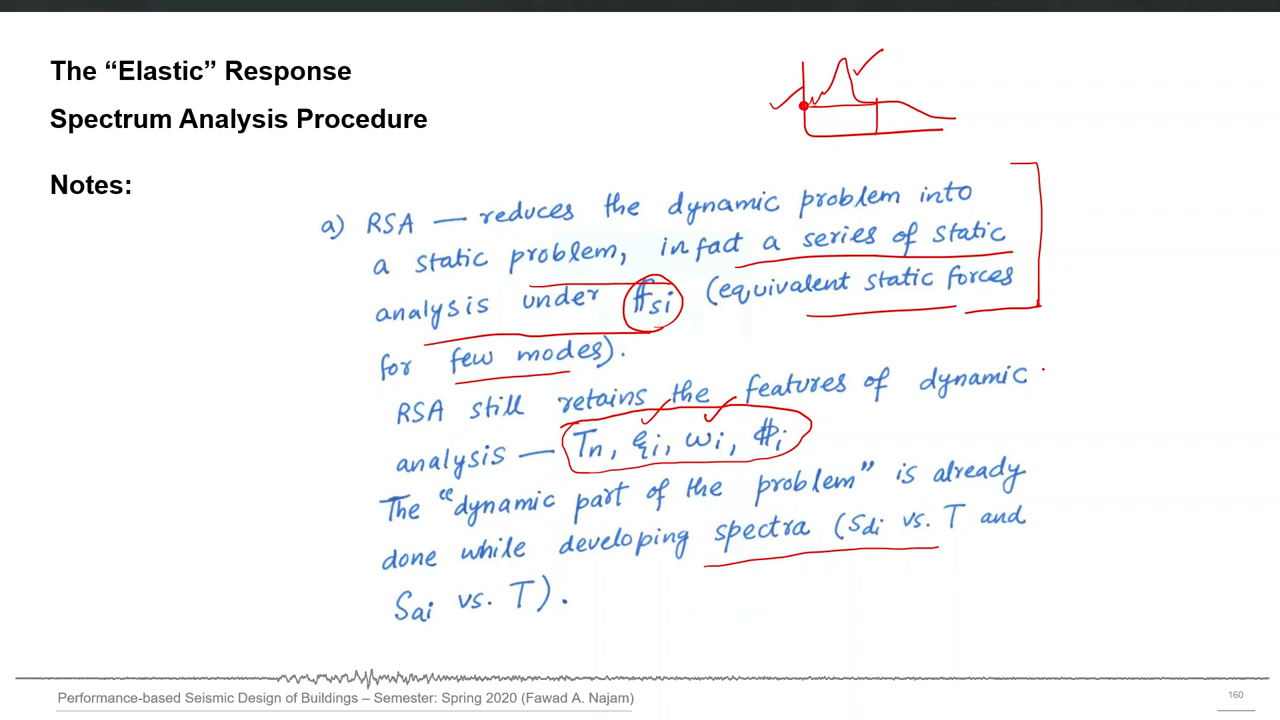 The “Elastic” Response
Spectrum Analysis Procedure
Notes:
a) RSA — reduces the dynamic problem into
a static problem, infact a series of static
analysis under fsi (equivalent static forces
for few modes).
RSA still retains the features of dynamic
analysis — Tn, ξi, ωi, ϕi
The "dynamic part of the problem" is already
done while developing spectra (Sdi vs. T and
Sai vs. T).
Performance-based Seismic Design of Buildings – Semester: Spring 2020 (Fawad A. Najam)
160